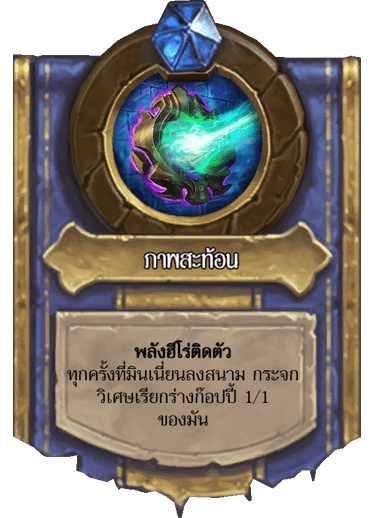 ภาพสะท้อน
พลังฮีโร่ติดตัว
ทุกครั้งที่มินเนี่ยนลงสนาม กระจก
วิเศษเรียกร่างก๊อปปี้ 1/1
ของมัน